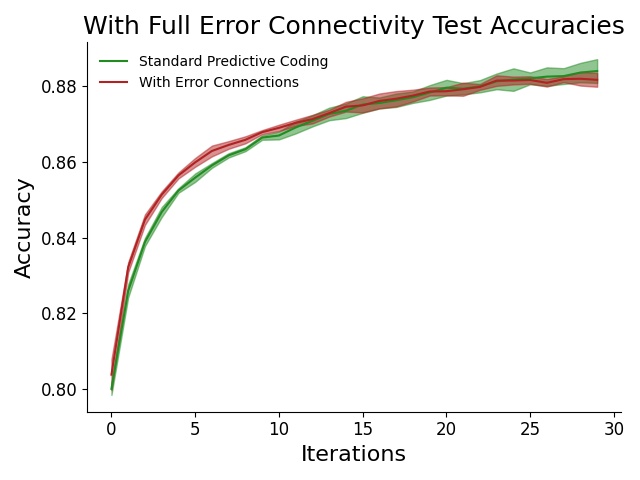 With Full Error Connectivity Test Accuracies
Standard Predictive Coding
With Error Connections
Accuracy
0.88
0.86
0.84
0.82
0.80
0 5 10 15 20 25 30
Iterations